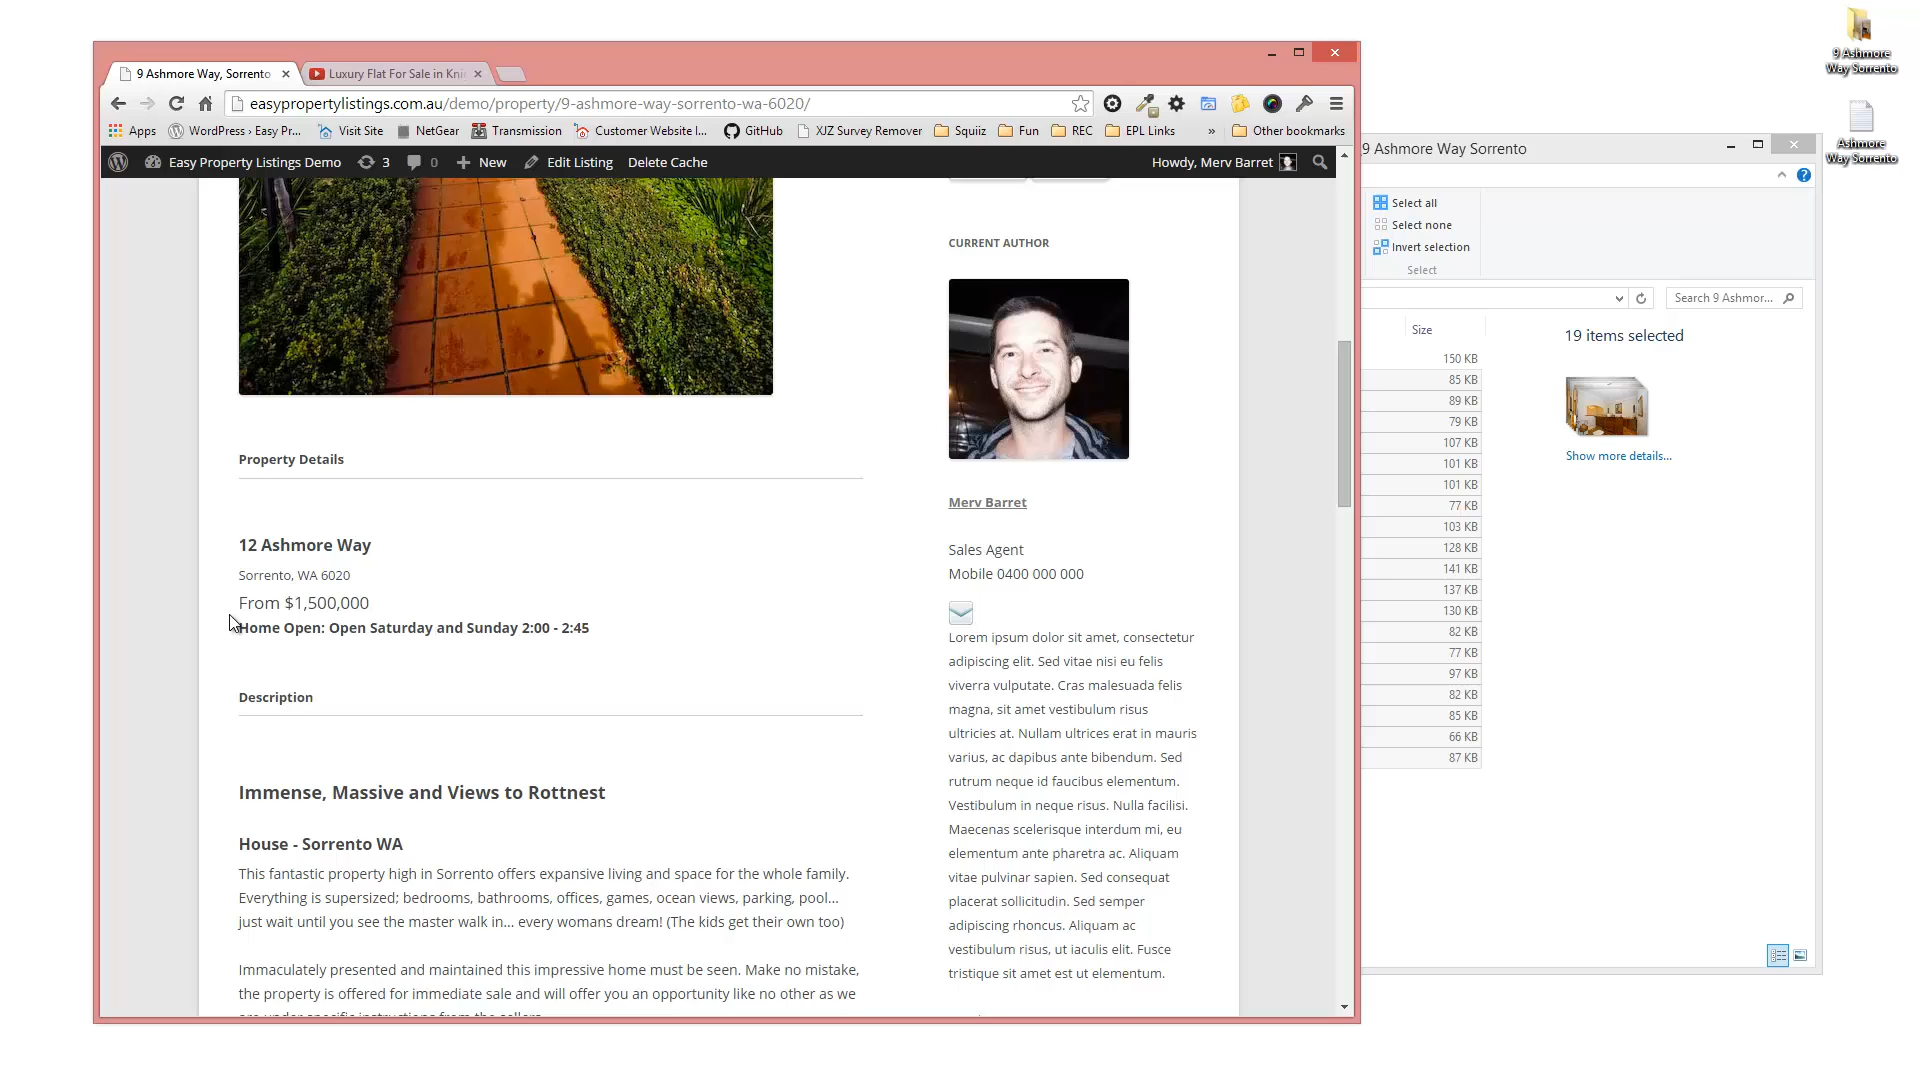 9 Ashmore Way, Sorrento
Luxury Flat For Sale in Kni
easypropertylistings.com.au/demo/property/9-ashmore-way-sorrento-wa-6020/
Apps
WordPress › Easy Pr...
Visit Site
NetGear
Transmission
Customer Website I...
GitHub
XJZ Survey Remover
Squiiz
Fun
REC
EPL Links
»
Other bookmarks
Easy Property Listings Demo
3
0
New
Edit Listing
Delete Cache
Howdy, Merv Barret
Property Details
12 Ashmore Way
Sorrento, WA 6020
From $1,500,000
Home Open: Open Saturday and Sunday 2:00 - 2:45
Description
Immense, Massive and Views to Rottnest
House - Sorrento WA
This fantastic property high in Sorrento offers expansive living and space for the whole family.
Everything is supersized; bedrooms, bathrooms, offices, games, ocean views, parking, pool...
just wait until you see the master walk in... every womans dream! (The kids get their own too)
Immaculately presented and maintained this impressive home must be seen. Make no mistake,
the property is offered for immediate sale and will offer you an opportunity like no other as we
CURRENT AUTHOR
Merv Barret
Sales Agent
Mobile 0400 000 000
Lorem ipsum dolor sit amet, consectetur
adipiscing elit. Sed vitae nisi eu felis
viverra vulputate. Cras malesuada felis
magna, sit amet vestibulum risus
ultricies at. Nullam ultrices erat in mauris
varius, ac dapibus ante bibendum. Sed
rutrum neque id faucibus elementum.
Vestibulum in neque risus. Nulla facilisi.
Maecenas scelerisque interdum mi, eu
elementum ante pharetra ac. Aliquam
vitae pulvinar sapien. Sed consequat
placerat sollicitudin. Sed semper
adipiscing rhoncus. Aliquam ac
vestibulum risus, ut iaculis elit. Fusce
tristique sit amet est ut elementum.
9 Ashmore Way Sorrento
Select all
Select none
Invert selection
Select
Search 9 Ashmor...
Size
150 KB
85 KB
89 KB
79 KB
107 KB
101 KB
101 KB
77 KB
103 KB
128 KB
141 KB
137 KB
130 KB
82 KB
77 KB
97 KB
82 KB
85 KB
66 KB
87 KB
19 items selected
Show more details...
9 Ashmore
Way Sorrento
Ashmore
Way Sorrento